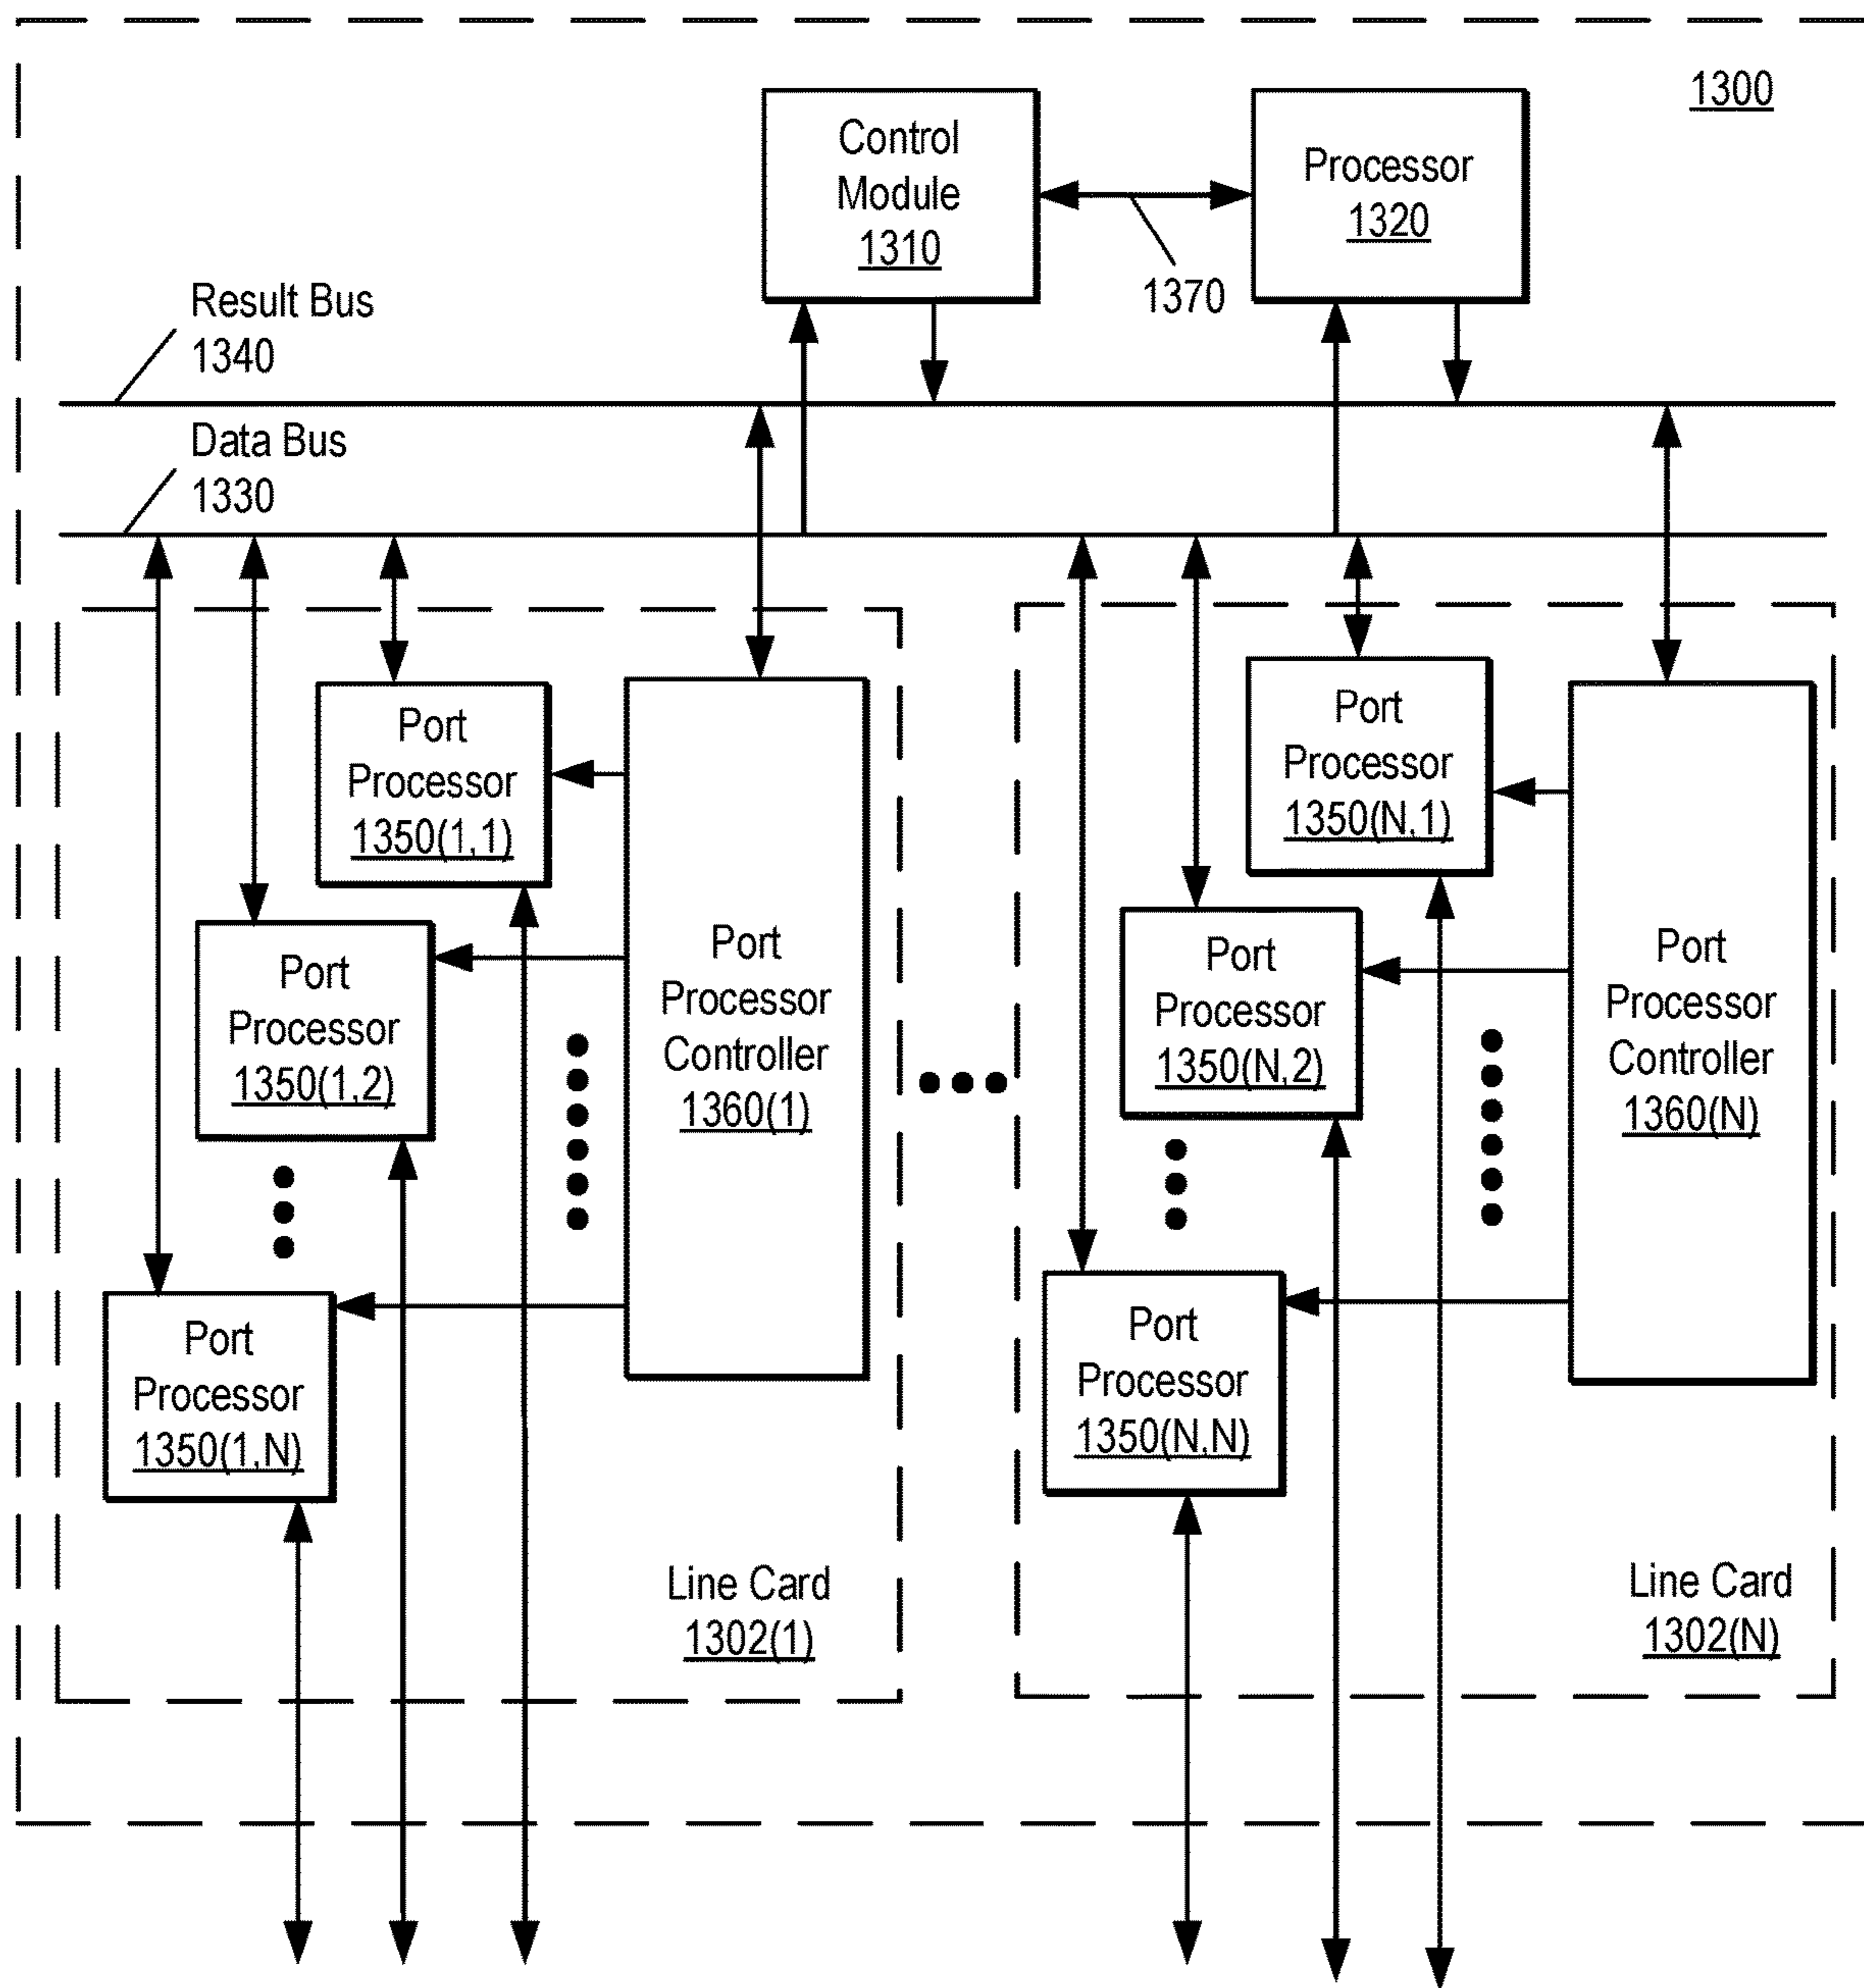 1300
Control
Module
1310
Processor
1320
1370
Result Bus
1340
Data Bus
1330
Port
Processor
1350(1,1)
Port
Processor
1350(1,2)
Port
Processor
1350(1,N)
Port
Processor
Controller
1360(1)
Line Card
1302(1)
Port
Processor
1350(N,1)
Port
Processor
1350(N,2)
Port
Processor
1350(N,N)
Port
Processor
Controller
1360(N)
Line Card
1302(N)